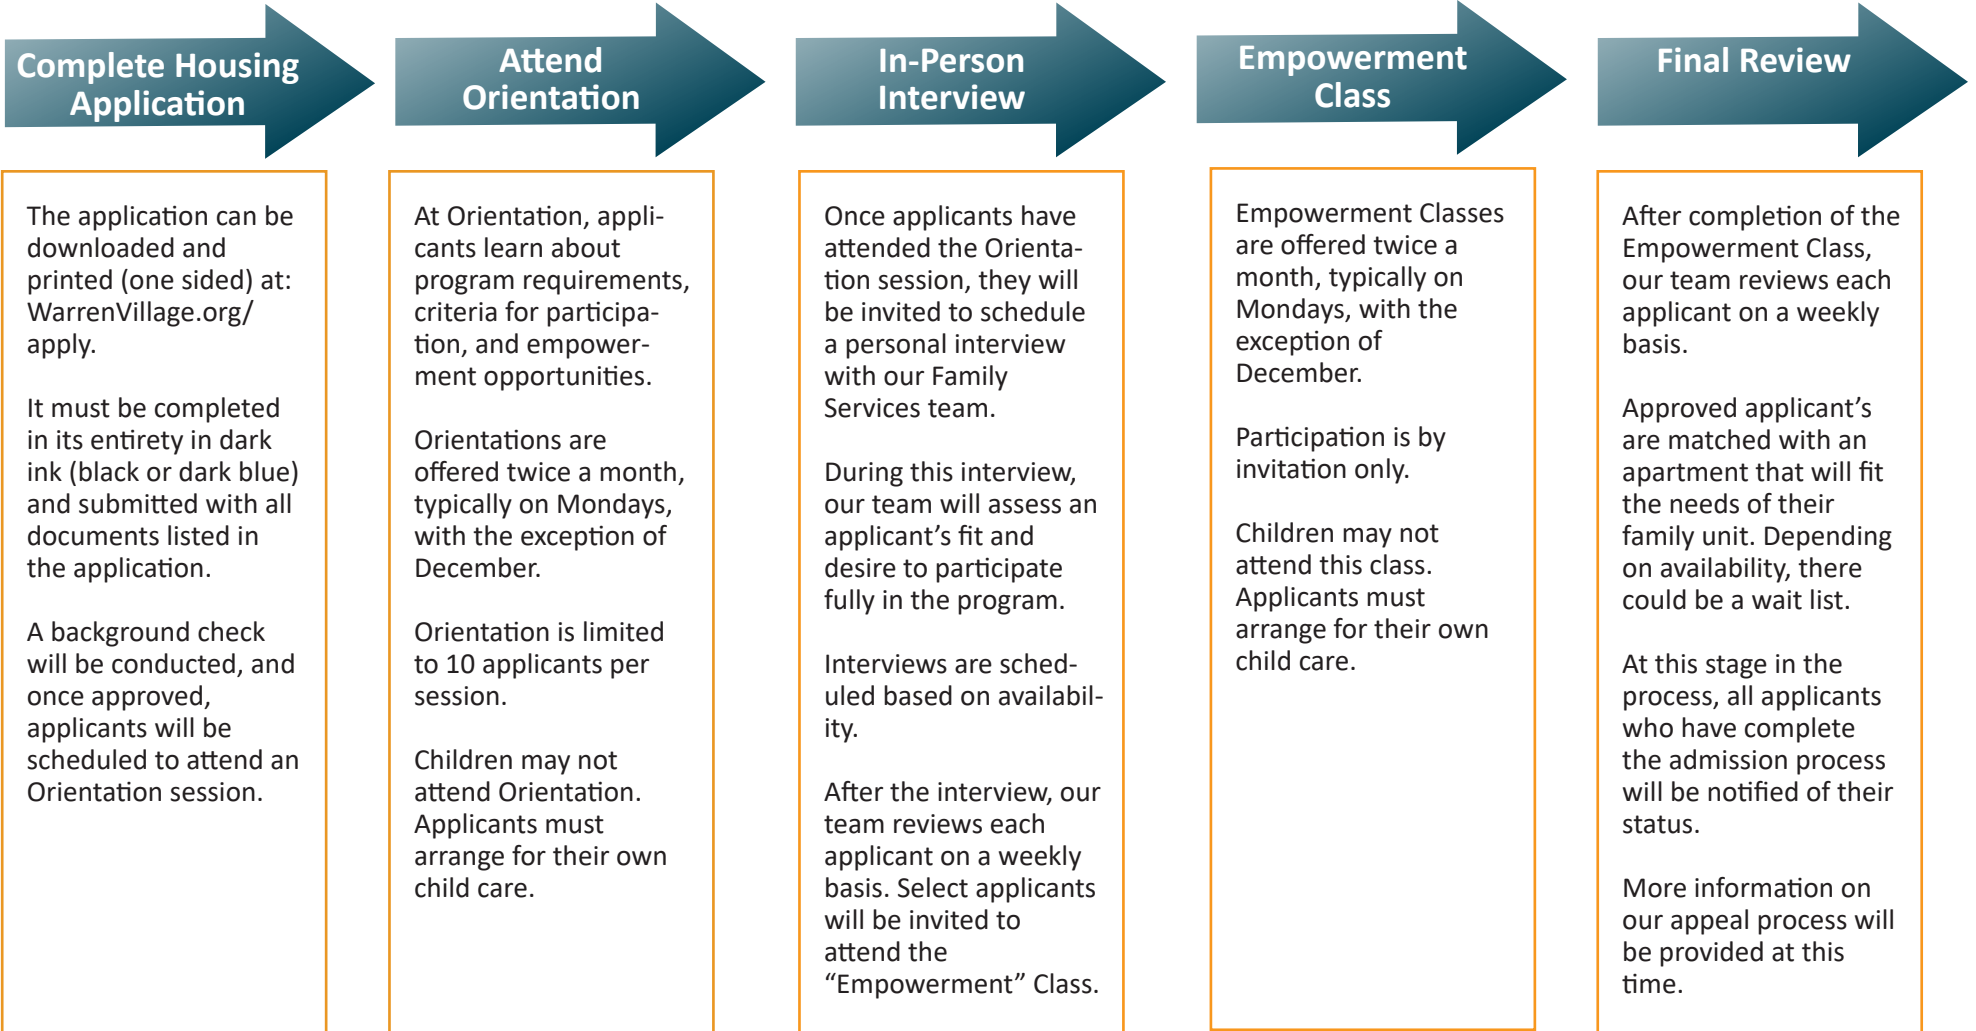 Complete Housing
Application
The application can be
downloaded and
printed (one sided) at:
WarrenVillage.org/
apply.
It must be completed
in its entirety in dark
ink (black or dark blue)
and submitted with all
documents listed in
the application.
A background check
will be conducted, and
once approved,
applicants will be
scheduled to attend an
Orientation session.
Attend
Orientation
At Orientation, appli-
cants learn about
program requirements,
criteria for participa-
tion, and empower-
ment opportunities.
Orientations are
offered twice a month,
typically on Mondays,
with the exception of
December.
Orientation is limited
to 10 applicants per
session.
Children may not
attend Orientation.
Applicants must
arrange for their own
child care.
In-Person
Interview
Once applicants have
attended the Orienta-
tion session, they will
be invited to schedule
a personal interview
with our Family
Services team.
During this interview,
our team will assess an
applicant’s fit and
desire to participate
fully in the program.
Interviews are sched-
uled based on availabil-
ity.
After the interview, our
team reviews each
applicant on a weekly
basis. Select applicants
will be invited to
attend the
“Empowerment” Class.
Empowerment
Class
Empowerment Classes
are offered twice a
month, typically on
Mondays, with the
exception of
December.
Participation is by
invitation only.
Children may not
attend this class.
Applicants must
arrange for their own
child care.
Final Review
After completion of the
Empowerment Class,
our team reviews each
applicant on a weekly
basis.
Approved applicant’s
are matched with an
apartment that will fit
the needs of their
family unit. Depending
on availability, there
could be a wait list.
At this stage in the
process, all applicants
who have complete
the admission process
will be notified of their
status.
More information on
our appeal process will
be provided at this
time.